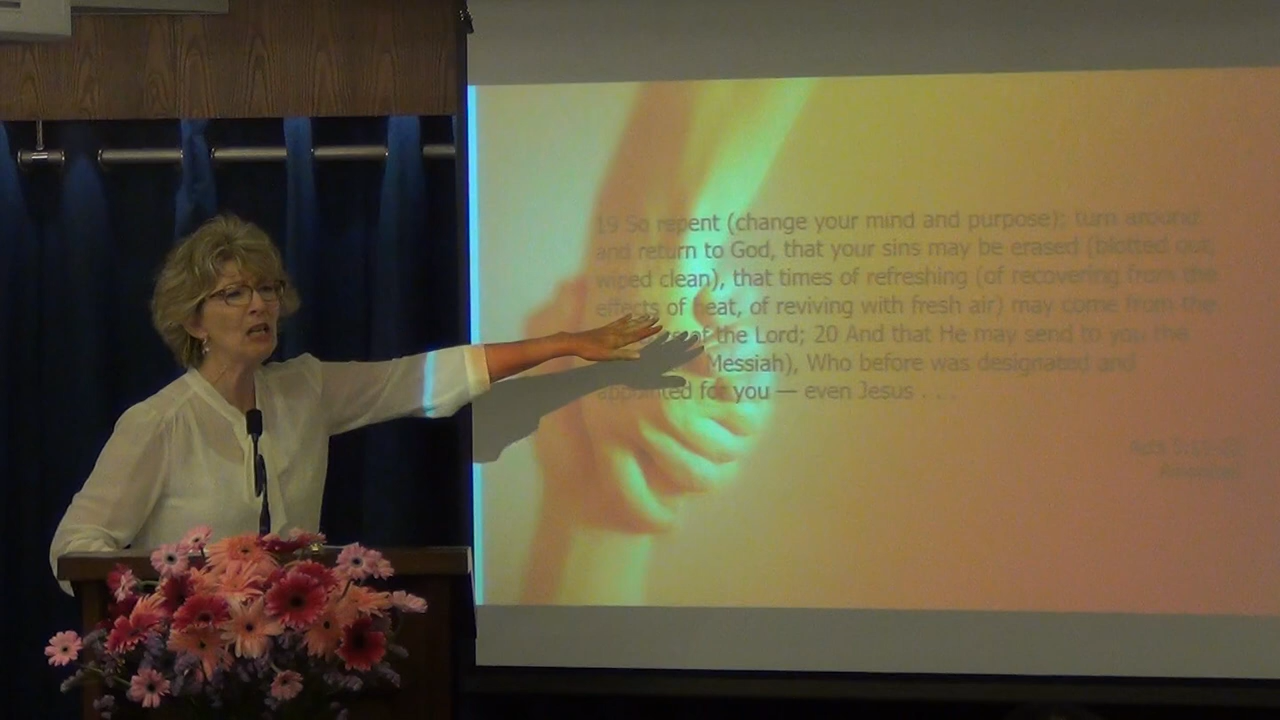 19 So repent (change your mind and purpose); turn around
and return to God, that your sins may be erased (blotted out,
wiped clean), that times of refreshing (of recovering from the
effects of heat, of reviving with fresh air) may come from the
of the Lord; 20 And that He may send to you the
Messiah), Who before was designated and
appointed for you — even Jesus . . .
Acts